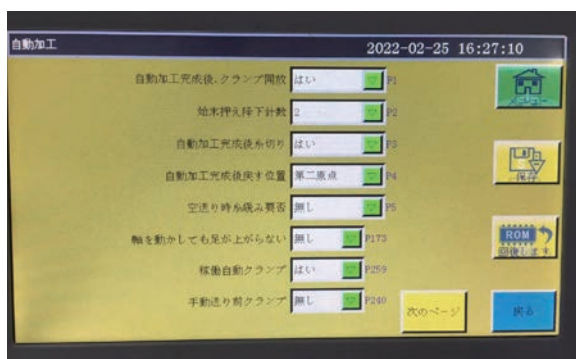 自動加工 2022-02-25 16:27:10
自動加工完成後、クランプ開放 はい P1
始末押え降下針数 2 P2
自動加工完成後糸切り はい P3
自動加工完成後戻す位置 第二原点 P4
空送り時糸緩み要否 無し P5
軸を動かしても足が上がらない 無し P173
稼働自動クランプ はい P259
手動送り前クランプ 無し P240
メニュー
保存
ROM
回復します
次のページ
戻る